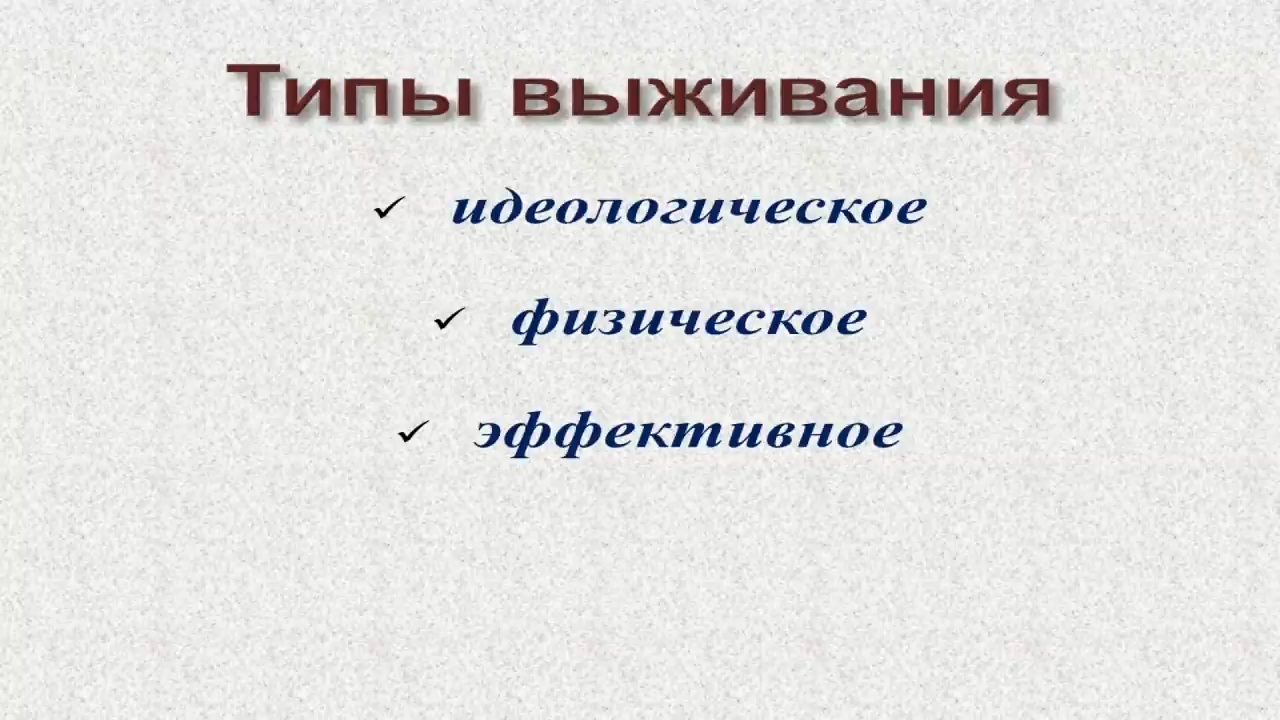 Типы выживания
✓ идеологическое
✓ физическое
✓ эффективное